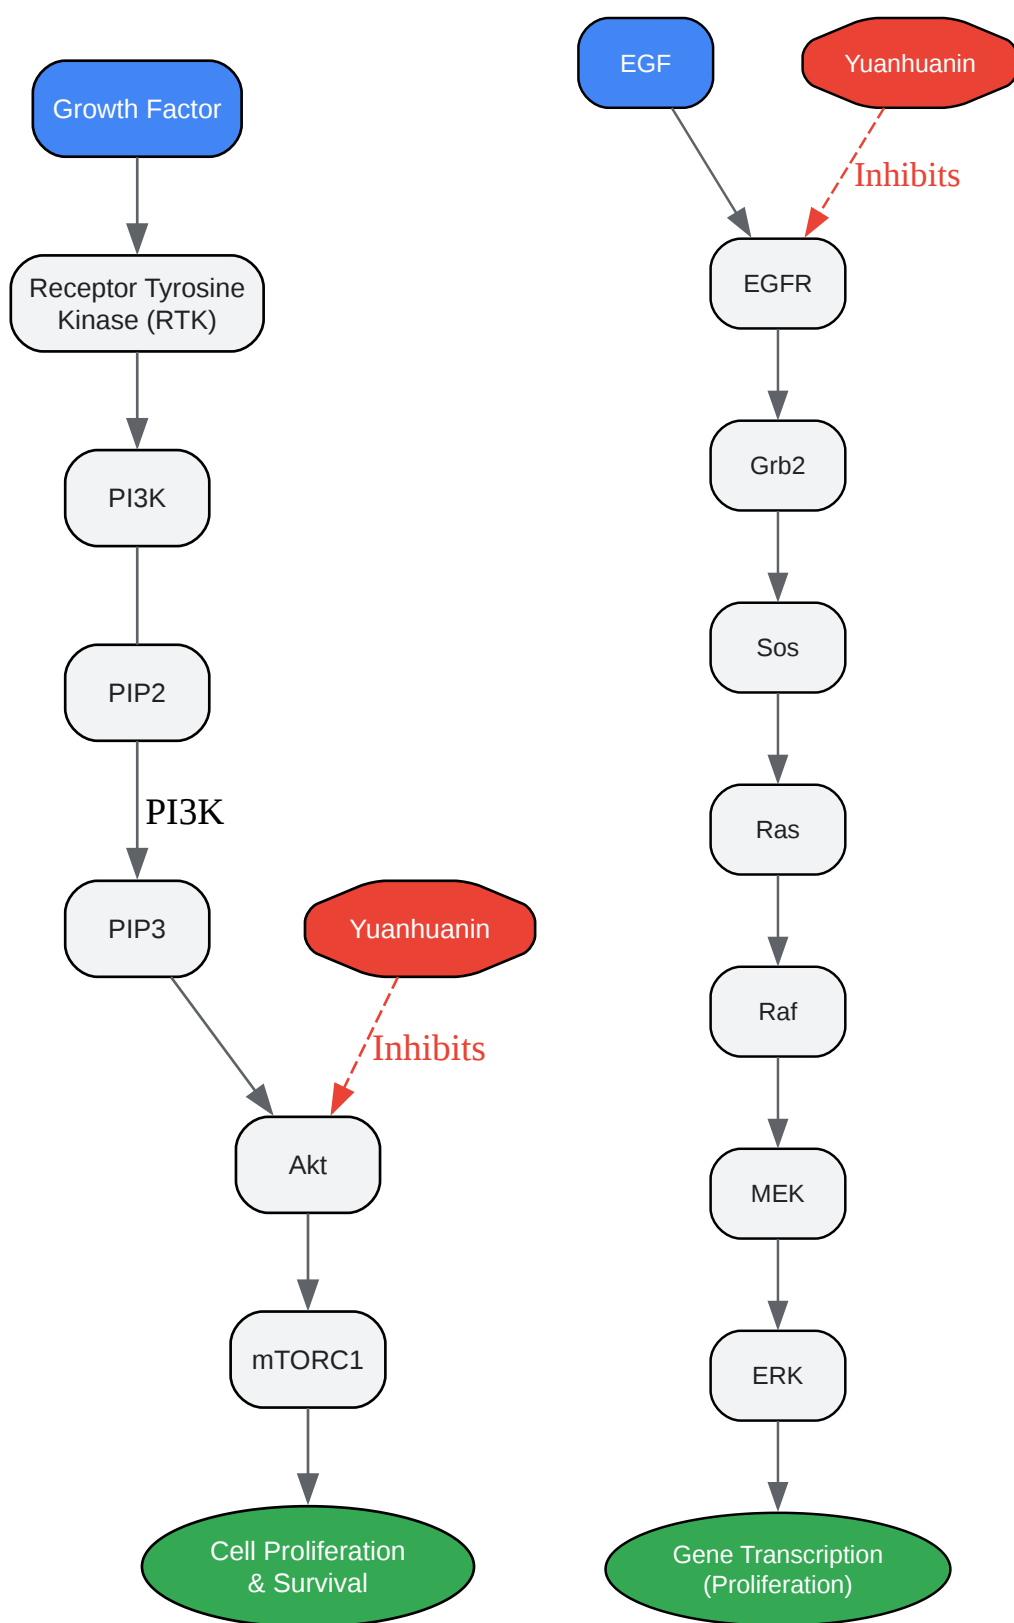 Growth Factor
Receptor Tyrosine
Kinase (RTK)
PI3K
PIP2
PI3K
PIP3
Yuanhuanin
Inhibits
Akt
mTORC1
Cell Proliferation
& Survival
EGF
Yuanhuanin
Inhibits
EGFR
Grb2
Sos
Ras
Raf
MEK
ERK
Gene Transcription
(Proliferation)